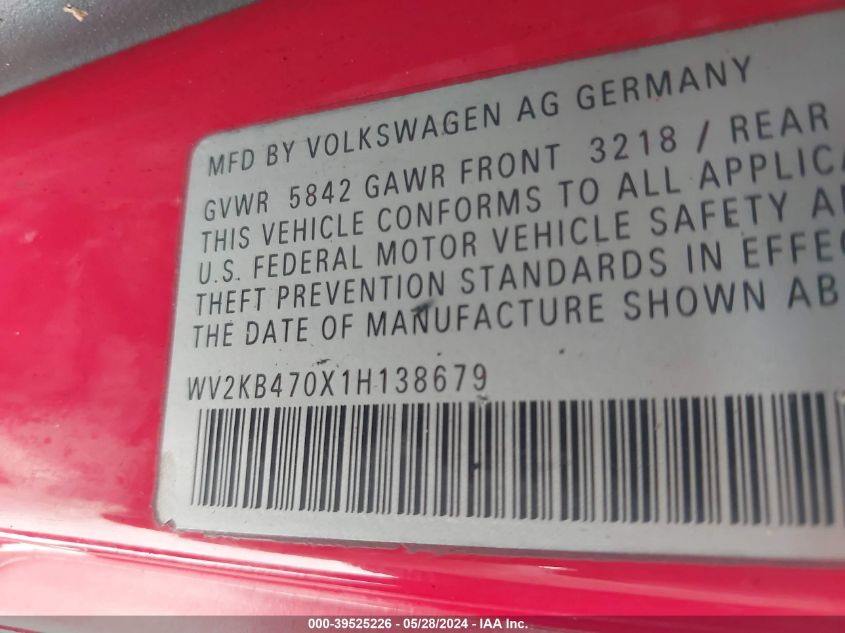 MFD BY VOLKSWAGEN AG GERMANY
GVWR 5842 GAWR FRONT 3218 / REAR
THIS VEHICLE CONFORMS TO ALL APPLICA
U.S. FEDERAL MOTOR VEHICLE SAFETY A
THEFT PREVENTION STANDARDS IN EFFE
THE DATE OF MANUFACTURE SHOWN AB
WV2KB470X1H138679
000-39525226 - 05/28/2024 - IAA Inc.